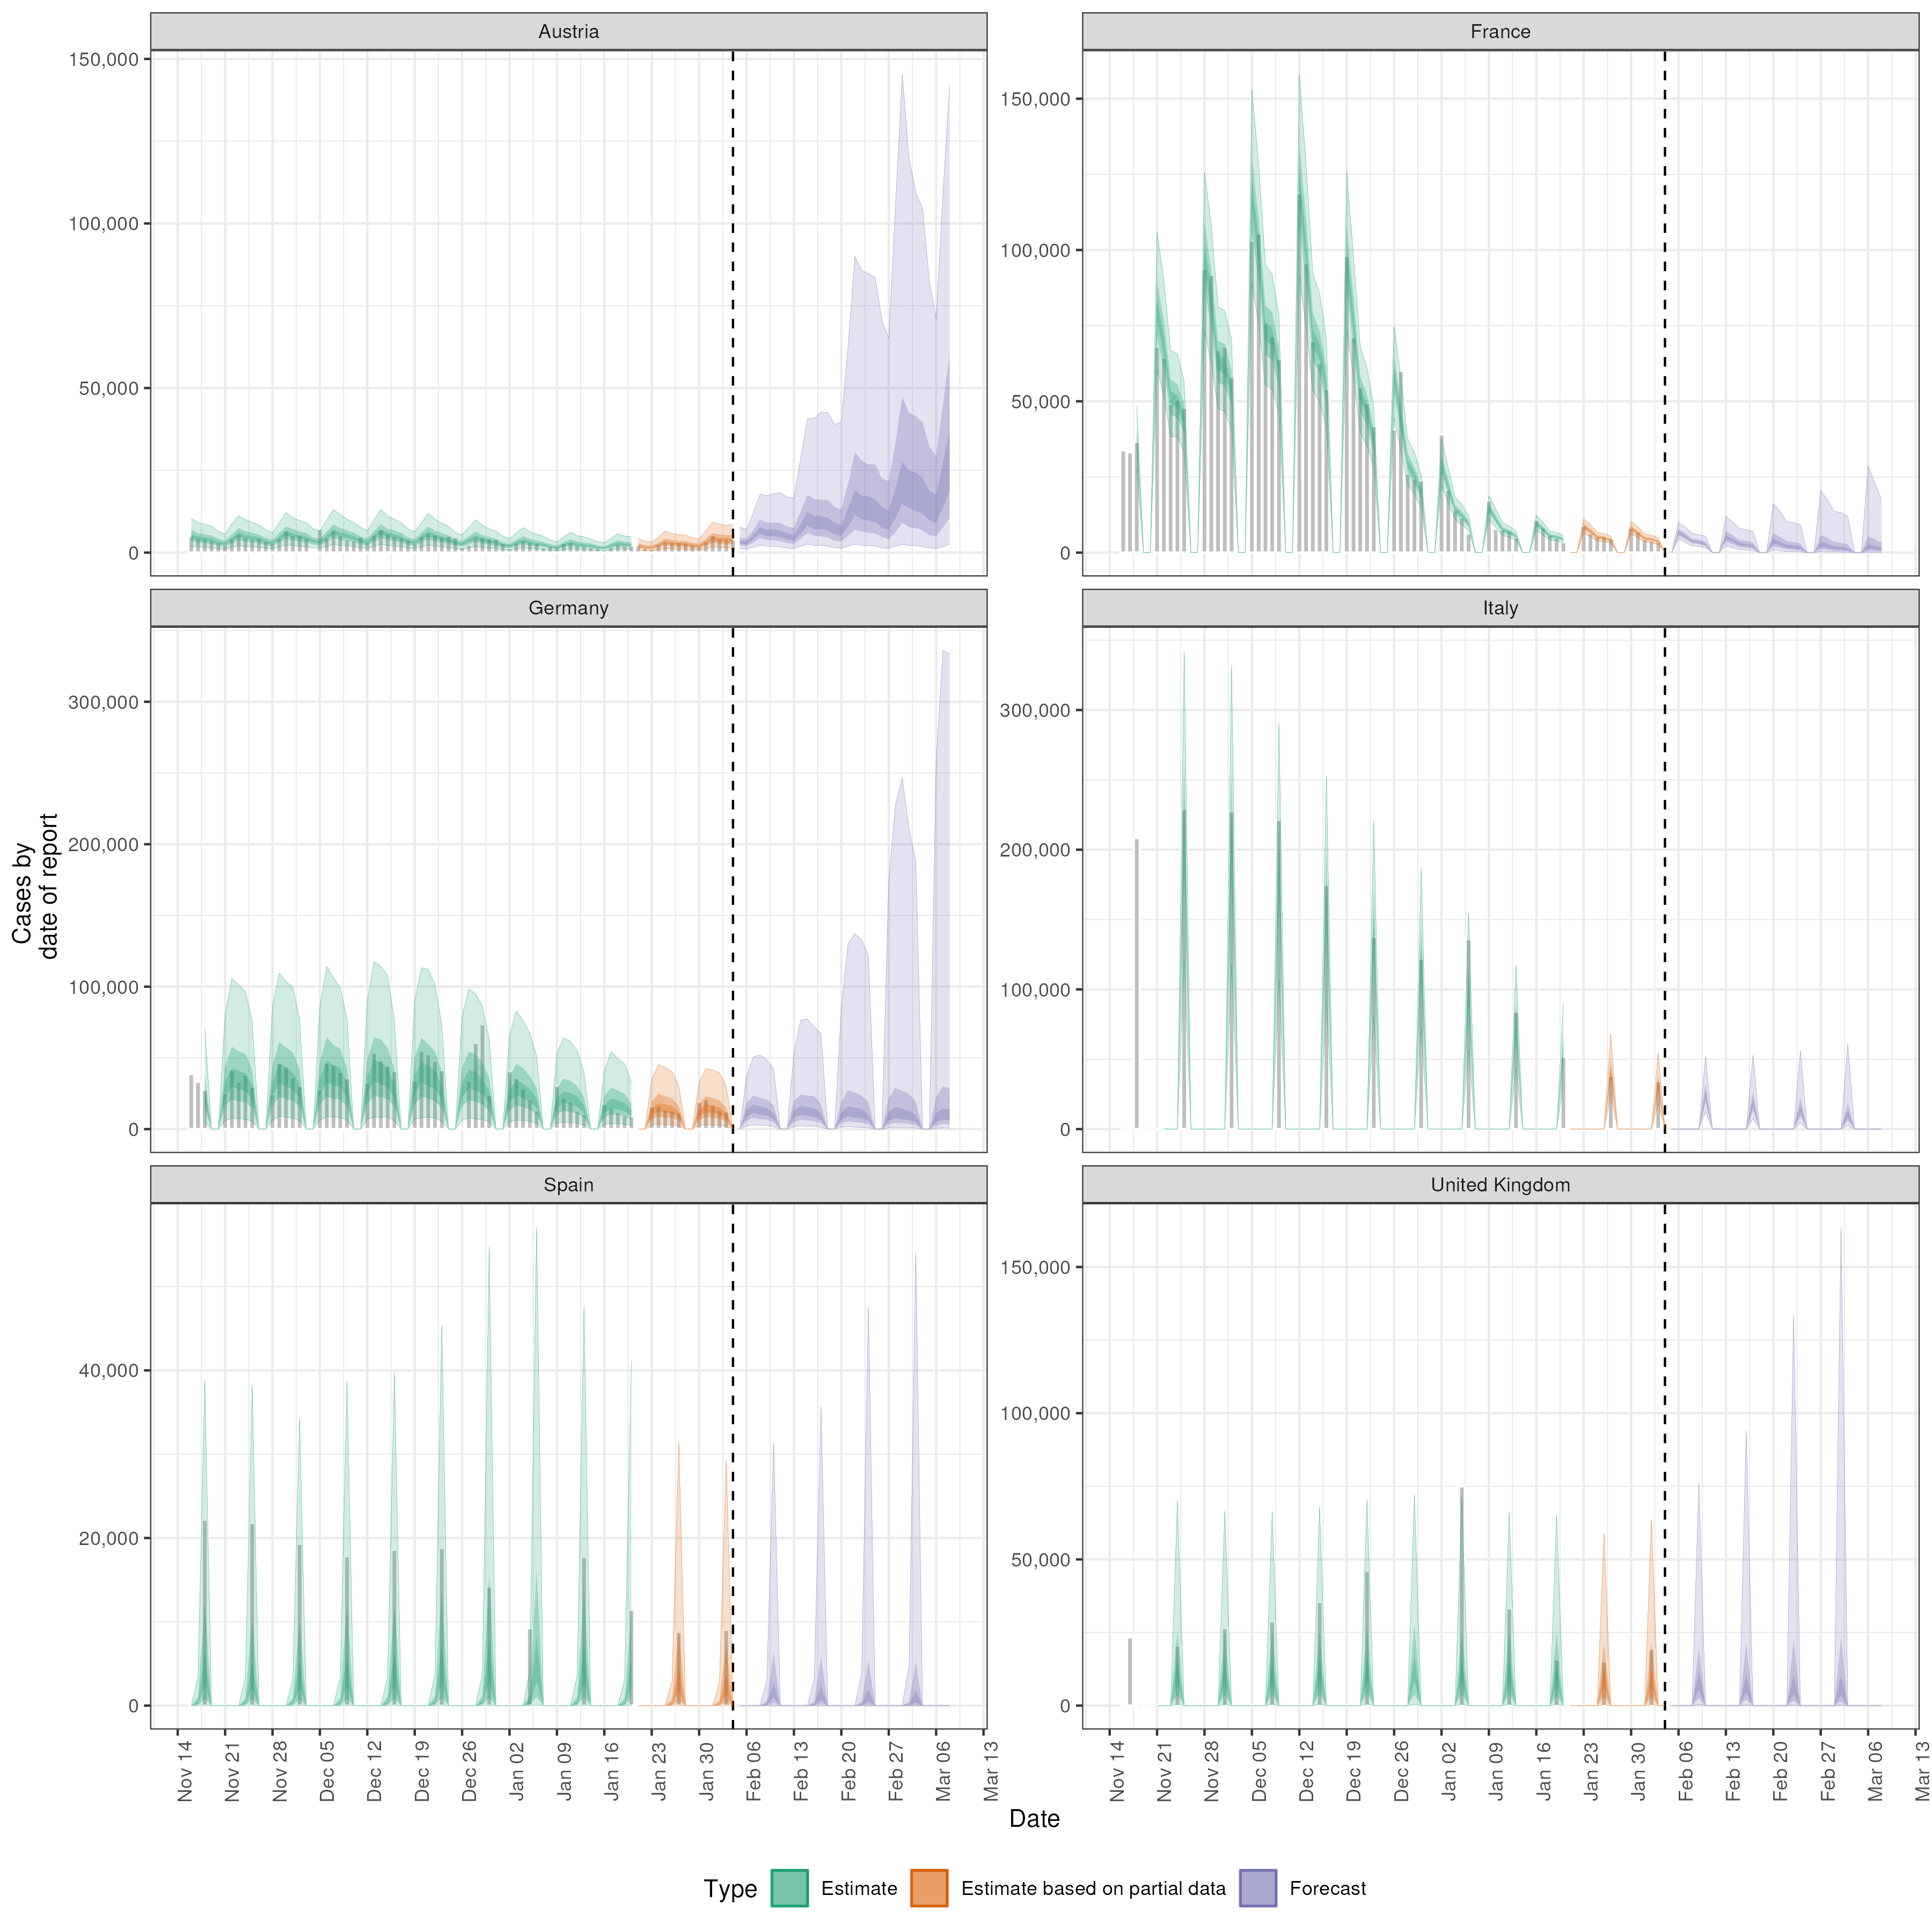 Austria
France
150,000
100,000
50,000
0
150,000
100,000
50,000
0
Germany
Italy
300,000
200,000
100,000
0
300,000
200,000
100,000
0
Cases by
date of report
Spain
United Kingdom
40,000
20,000
0
150,000
100,000
50,000
0
Nov 14
Nov 21
Nov 28
Dec 05
Dec 12
Dec 19
Dec 26
Jan 02
Jan 09
Jan 16
Jan 23
Jan 30
Feb 06
Feb 13
Feb 20
Feb 27
Mar 06
Mar 13
Nov 14
Nov 21
Nov 28
Dec 05
Dec 12
Dec 19
Dec 26
Jan 02
Jan 09
Jan 16
Jan 23
Jan 30
Feb 06
Feb 13
Feb 20
Feb 27
Mar 06
Mar 13
Date
Type Estimate Estimate based on partial data Forecast